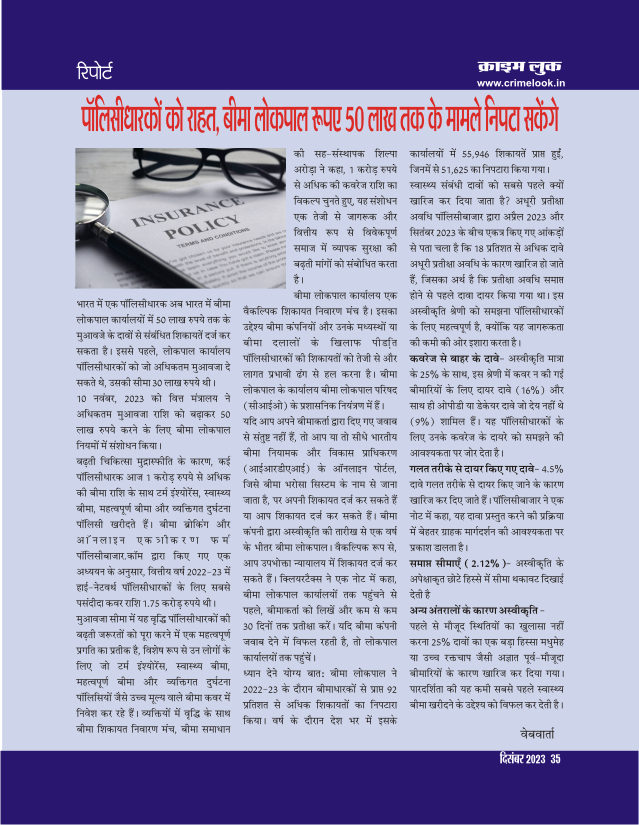 रिपोर्ट
क्राइम लुक
www.crimelook.in
पॉलिसीधारकों को राहत, बीमा लोकपाल रूपए 50 लाख तक के मामले निपटा सकेंगे
INSURANCE
POLICY
TERMS AND CONDITIONS
भारत में एक पॉलिसीधारक अब भारत में बीमा
लोकपाल कार्यालयों में 50 लाख रुपये तक के
मुआवजे के दावों से संबंधित शिकायतें दर्ज कर
सकता है। इससे पहले, लोकपाल कार्यालय
पॉलिसीधारकों को जो अधिकतम मुआवजा दे
सकते थे, उसकी सीमा 30 लाख रुपये थी।
10 नवंबर, 2023 को वित्त मंत्रालय ने
अधिकतम मुआवजा राशि को बढ़ाकर 50
लाख रुपये करने के लिए बीमा लोकपाल
नियमों में संशोधन किया।
बढ़ती चिकित्सा मुद्रास्फीति के कारण, कई
पॉलिसीधारक आज 1 करोड़ रुपये से अधिक
की बीमा राशि के साथ टर्म इंश्योरेंस, स्वास्थ्य
बीमा, महत्वपूर्ण बीमा और व्यक्तिगत दुर्घटना
पॉलिसी खरीदते हैं। बीमा ब्रोकिंग और
ऑनलाइन एकत्रीकरण फर्म
पॉलिसीबाजार.कॉम द्वारा किए गए एक
अध्ययन के अनुसार, वित्तीय वर्ष 2022-23 में
हाई-नेटवर्थ पॉलिसीधारकों के लिए सबसे
पसंदीदा कवर राशि 1.75 करोड़ रुपये थी।
मुआवजा सीमा में यह वृद्धि पॉलिसीधारकों की
बढ़ती जरूरतों को पूरा करने में एक महत्वपूर्ण
प्रगति का प्रतीक है, विशेष रूप से उन लोगों के
लिए जो टर्म इंश्योरेंस, स्वास्थ्य बीमा,
महत्वपूर्ण बीमा और व्यक्तिगत दुर्घटना
पॉलिसियों जैसे उच्च मूल्य वाले बीमा कवर में
निवेश कर रहे हैं। व्यक्तियों में वृद्धि के साथ
बीमा शिकायत निवारण मंच, बीमा समाधान
की सह-संस्थापक शिल्पा
अरोड़ा ने कहा, 1 करोड़ रुपये
से अधिक की कवरेज राशि का
विकल्प चुनते हुए, यह संशोधन
एक तेजी से जागरूक और
वित्तीय रूप से विवेकपूर्ण
समाज में व्यापक सुरक्षा की
बढ़ती मांगों को संबोधित करता
है।
बीमा लोकपाल कार्यालय एक
वैकल्पिक शिकायत निवारण मंच है। इसका
उद्देश्य बीमा कंपनियों और उनके मध्यस्थों या
बीमा दलालों के खिलाफ पीडि़त
पॉलिसीधारकों की शिकायतों को तेजी से और
लागत प्रभावी ढंग से हल करना है। बीमा
लोकपाल के कार्यालय बीमा लोकपाल परिषद
(सीआईओ) के प्रशासनिक नियंत्रण में हैं।
यदि आप अपने बीमाकर्ता द्वारा दिए गए जवाब
से संतुष्ट नहीं हैं, तो आप या तो सीधे भारतीय
बीमा नियामक और विकास प्राधिकरण
(आईआरडीएआई) के ऑनलाइन पोर्टल,
जिसे बीमा भरोसा सिस्टम के नाम से जाना
जाता है, पर अपनी शिकायत दर्ज कर सकते हैं
या आप शिकायत दर्ज कर सकते हैं। बीमा
कंपनी द्वारा अस्वीकृति की तारीख से एक वर्ष
के भीतर बीमा लोकपाल। वैकल्पिक रूप से,
आप उपभोक्ता न्यायालय में शिकायत दर्ज कर
सकते हैं। क्लियरटैक्स ने एक नोट में कहा,
बीमा लोकपाल कार्यालयों तक पहुंचने से
पहले, बीमाकर्ता को लिखें और कम से कम
30 दिनों तक प्रतीक्षा करें। यदि बीमा कंपनी
जवाब देने में विफल रहती है, तो लोकपाल
कार्यालयों तक पहुंचें।
ध्यान देने योग्य बात: बीमा लोकपाल ने
2022-23 के दौरान बीमाधारकों से प्राप्त 92
प्रतिशत से अधिक शिकायतों का निपटारा
किया। वर्ष के दौरान देश भर में इसके
कार्यालयों में 55,946 शिकायतें प्राप्त हुईं,
जिनमें से 51,625 का निपटारा किया गया।
स्वास्थ्य संबंधी दावों को सबसे पहले क्यों
खारिज कर दिया जाता है? अधूरी प्रतीक्षा
अवधि पॉलिसीबाजार द्वारा अप्रैल 2023 और
सितंबर 2023 के बीच एकत्र किए गए आंकड़ों
से पता चला है कि 18 प्रतिशत से अधिक दावे
अधूरी प्रतीक्षा अवधि के कारण खारिज हो जाते
हैं, जिसका अर्थ है कि प्रतीक्षा अवधि समाप्त
होने से पहले दावा दायर किया गया था। इस
अस्वीकृति श्रेणी को समझना पॉलिसीधारकों
के लिए महत्वपूर्ण है, क्योंकि यह जागरूकता
की कमी की ओर इशारा करता है।
कवरेज से बाहर के दावे- अस्वीकृति मात्रा
के 25% के साथ, इस श्रेणी में कवर न की गई
बीमारियों के लिए दायर दावे (16%) और
साथ ही ओपीडी या डेकेयर दावे जो देय नहीं थे
(9%) शामिल हैं। यह पॉलिसीधारकों के
लिए उनके कवरेज के दायरे को समझने की
आवश्यकता पर जोर देता है।
गलत तरीके से दायर किए गए दावे- 4.5%
दावे गलत तरीके से दायर किए जाने के कारण
खारिज कर दिए जाते हैं। पॉलिसीबाजार ने एक
नोट में कहा, यह दावा प्रस्तुत करने की प्रक्रिया
में बेहतर ग्राहक मार्गदर्शन की आवश्यकता पर
प्रकाश डालता है।
समाप्त सीमाएँ ( 2.12%)- अस्वीकृति के
अपेक्षाकृत छोटे हिस्से में सीमा थकावट दिखाई
देती है
अन्य अंतरालों के कारण अस्वीकृति -
पहले से मौजूद स्थितियों का खुलासा नहीं
करना 25% दावों का एक बड़ा हिस्सा मधुमेह
या उच्च रक्तचाप जैसी अज्ञात पूर्व-मौजूदा
बीमारियों के कारण खारिज कर दिया गया।
पारदर्शिता की यह कमी सबसे पहले स्वास्थ्य
बीमा खरीदने के उद्देश्य को विफल कर देती है।
वेबवार्ता
दिसंबर 2023 35